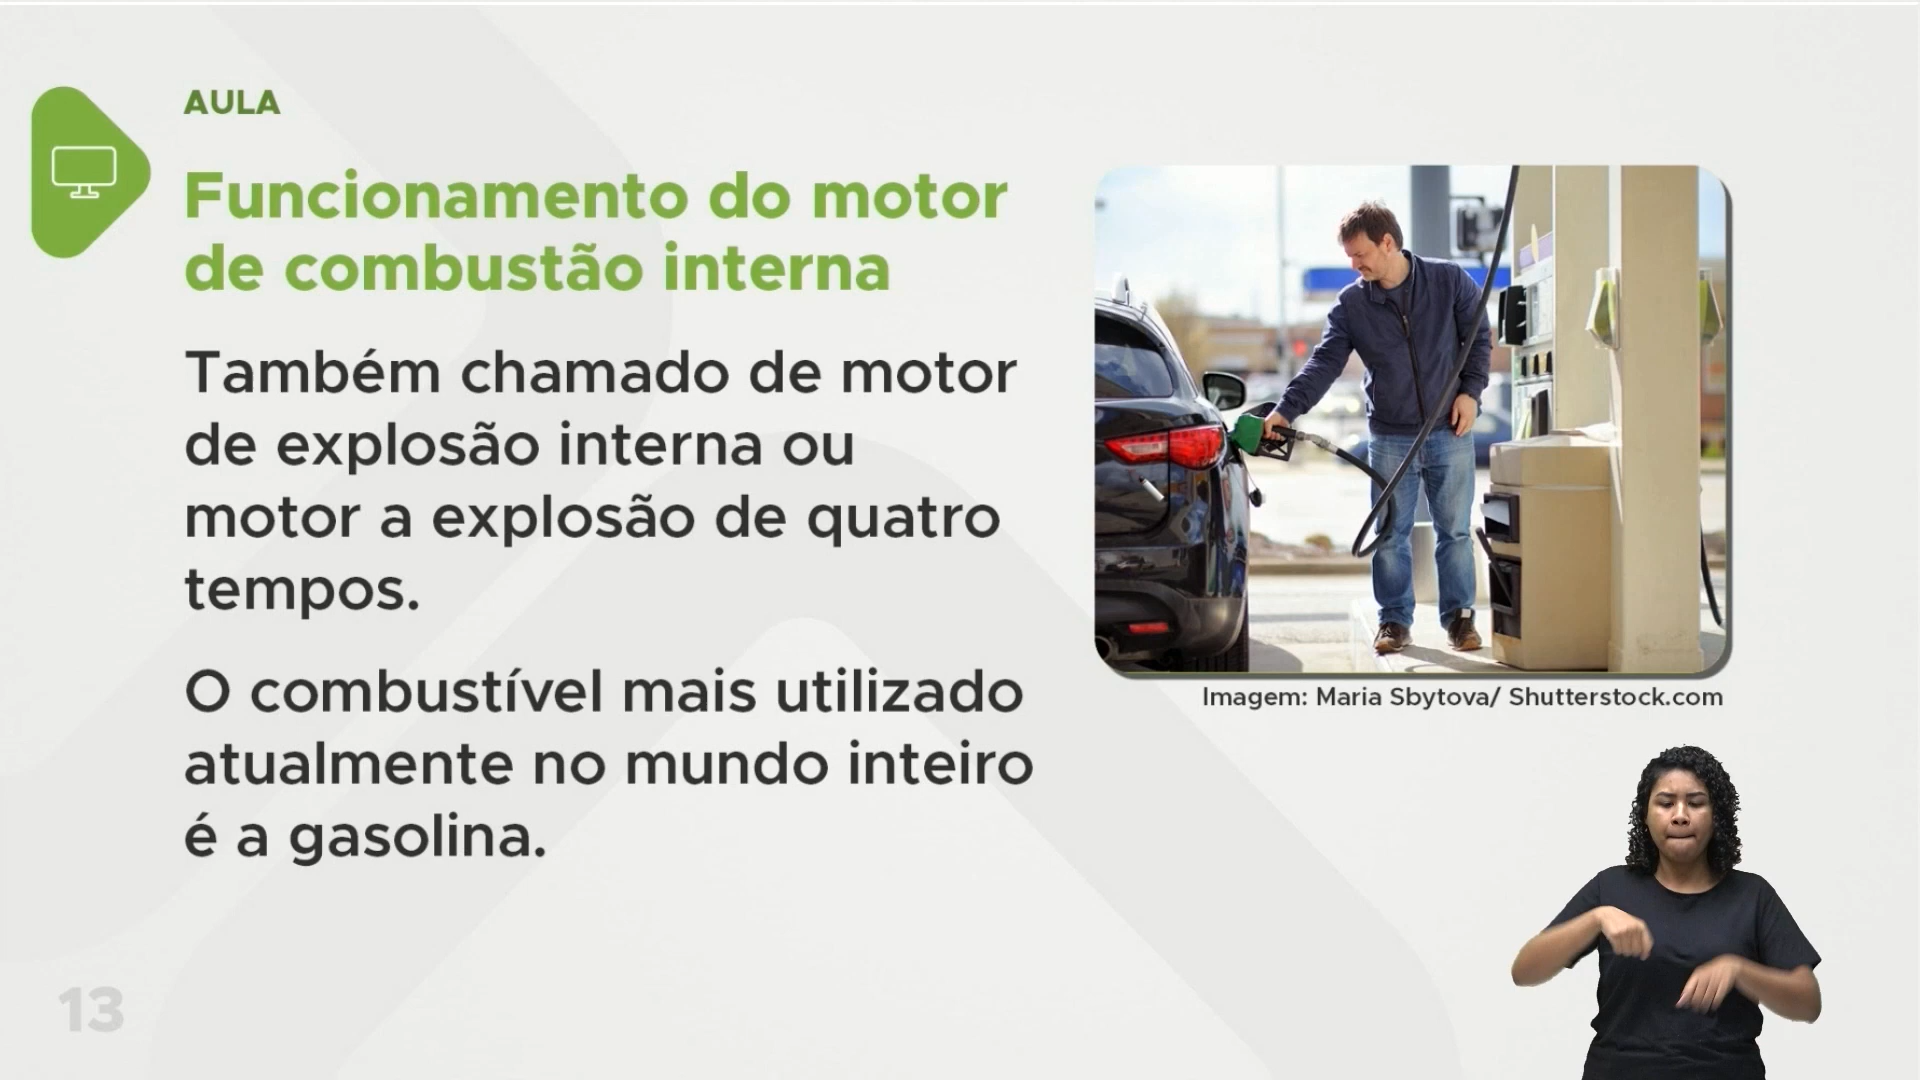 AULA
Funcionamento do motor
de combustão interna
Também chamado de motor
de explosão interna ou
motor a explosão de quatro
tempos.
O combustível mais utilizado
atualmente no mundo inteiro
é a gasolina.
Imagem: Maria Sbytova/ Shutterstock.com
13